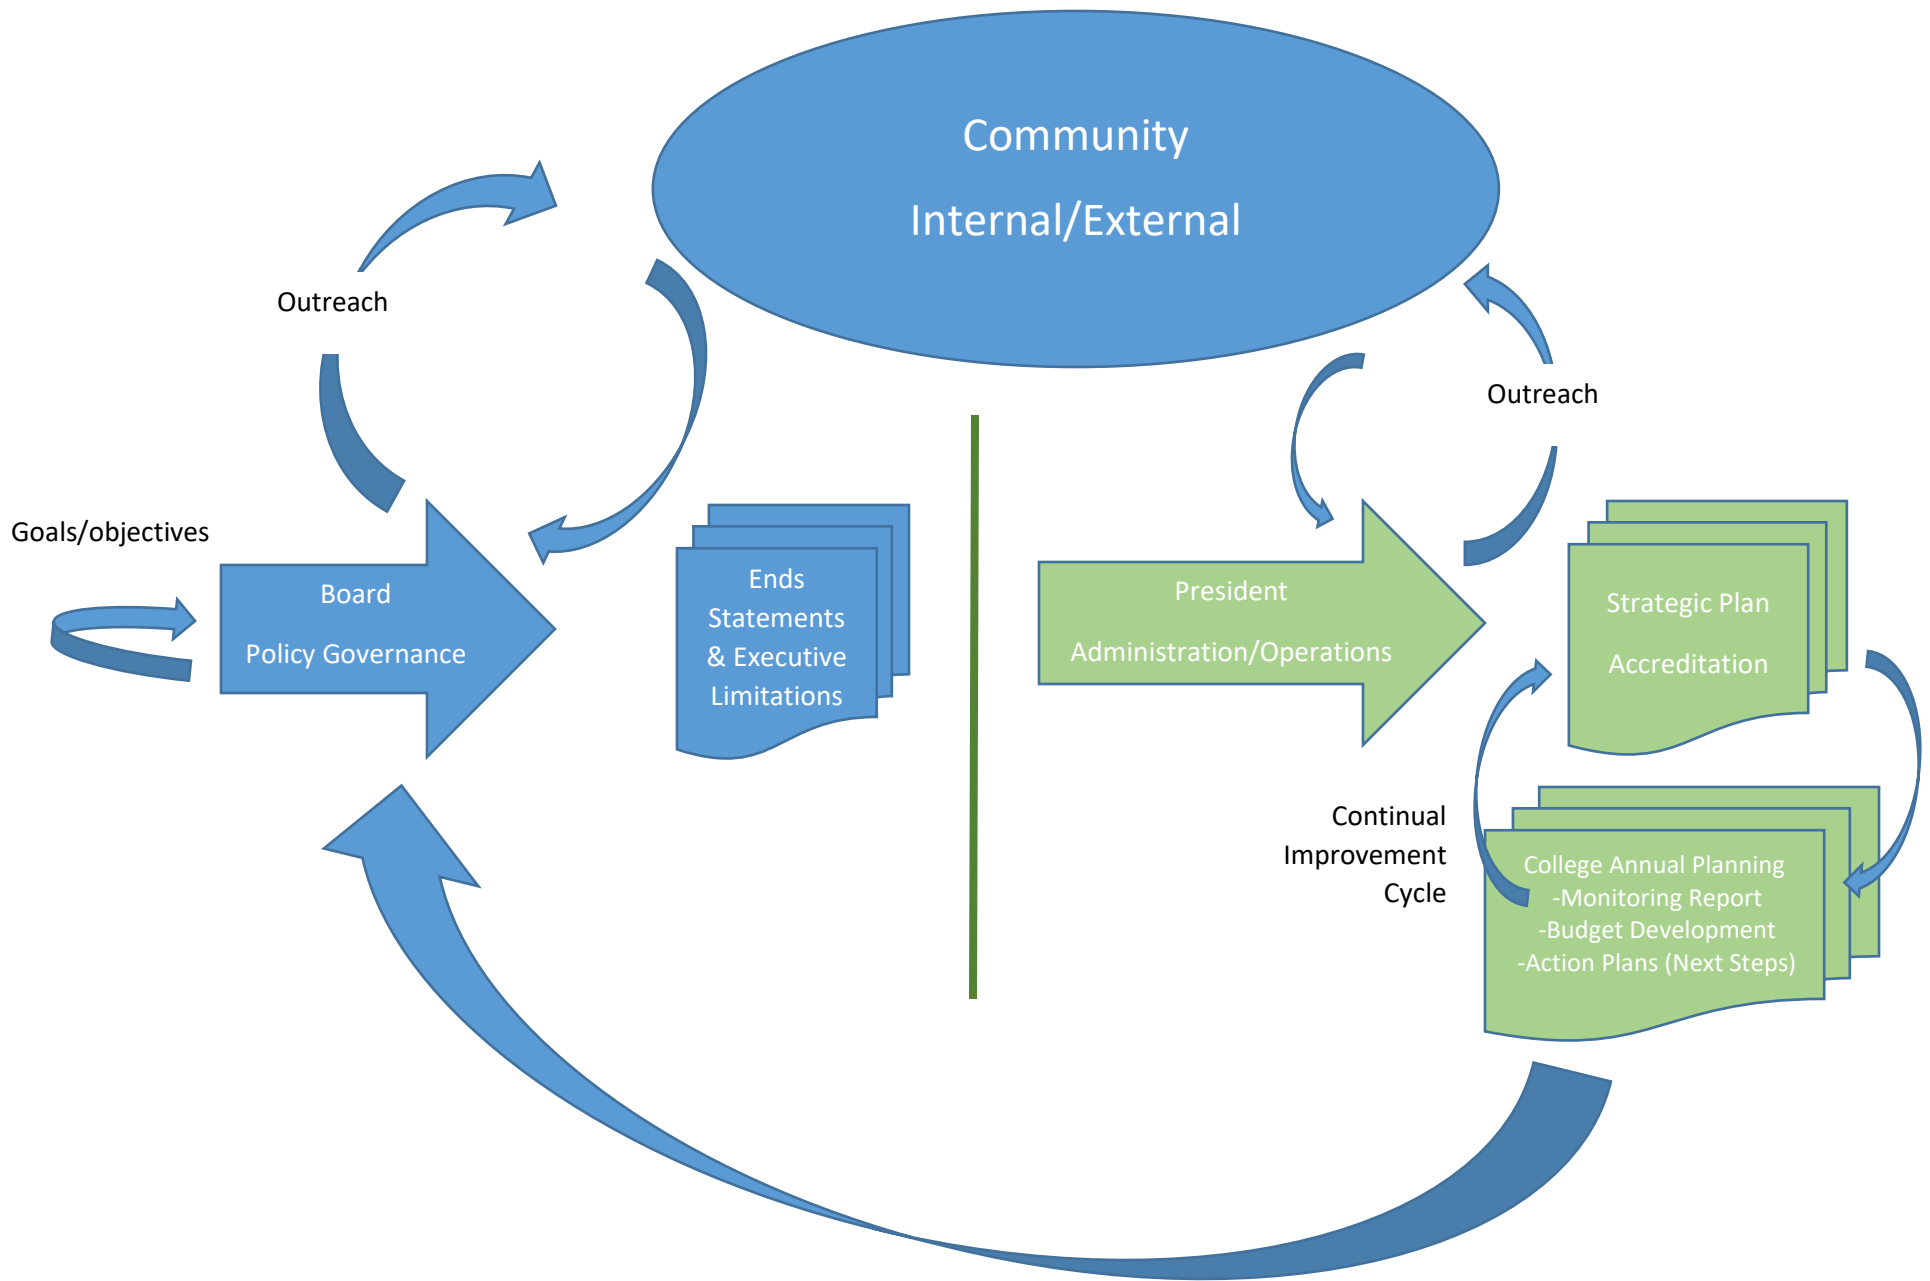 Community
Internal/External
Outreach
Outreach
Goals/objectives
Board
Policy Governance
Ends
Statements
& Executive
Limitations
President
Administration/Operations
Strategic Plan
Accreditation
Continual
Improvement
Cycle
College Annual Planning
-Monitoring Report
-Budget Development
-Action Plans (Next Steps)